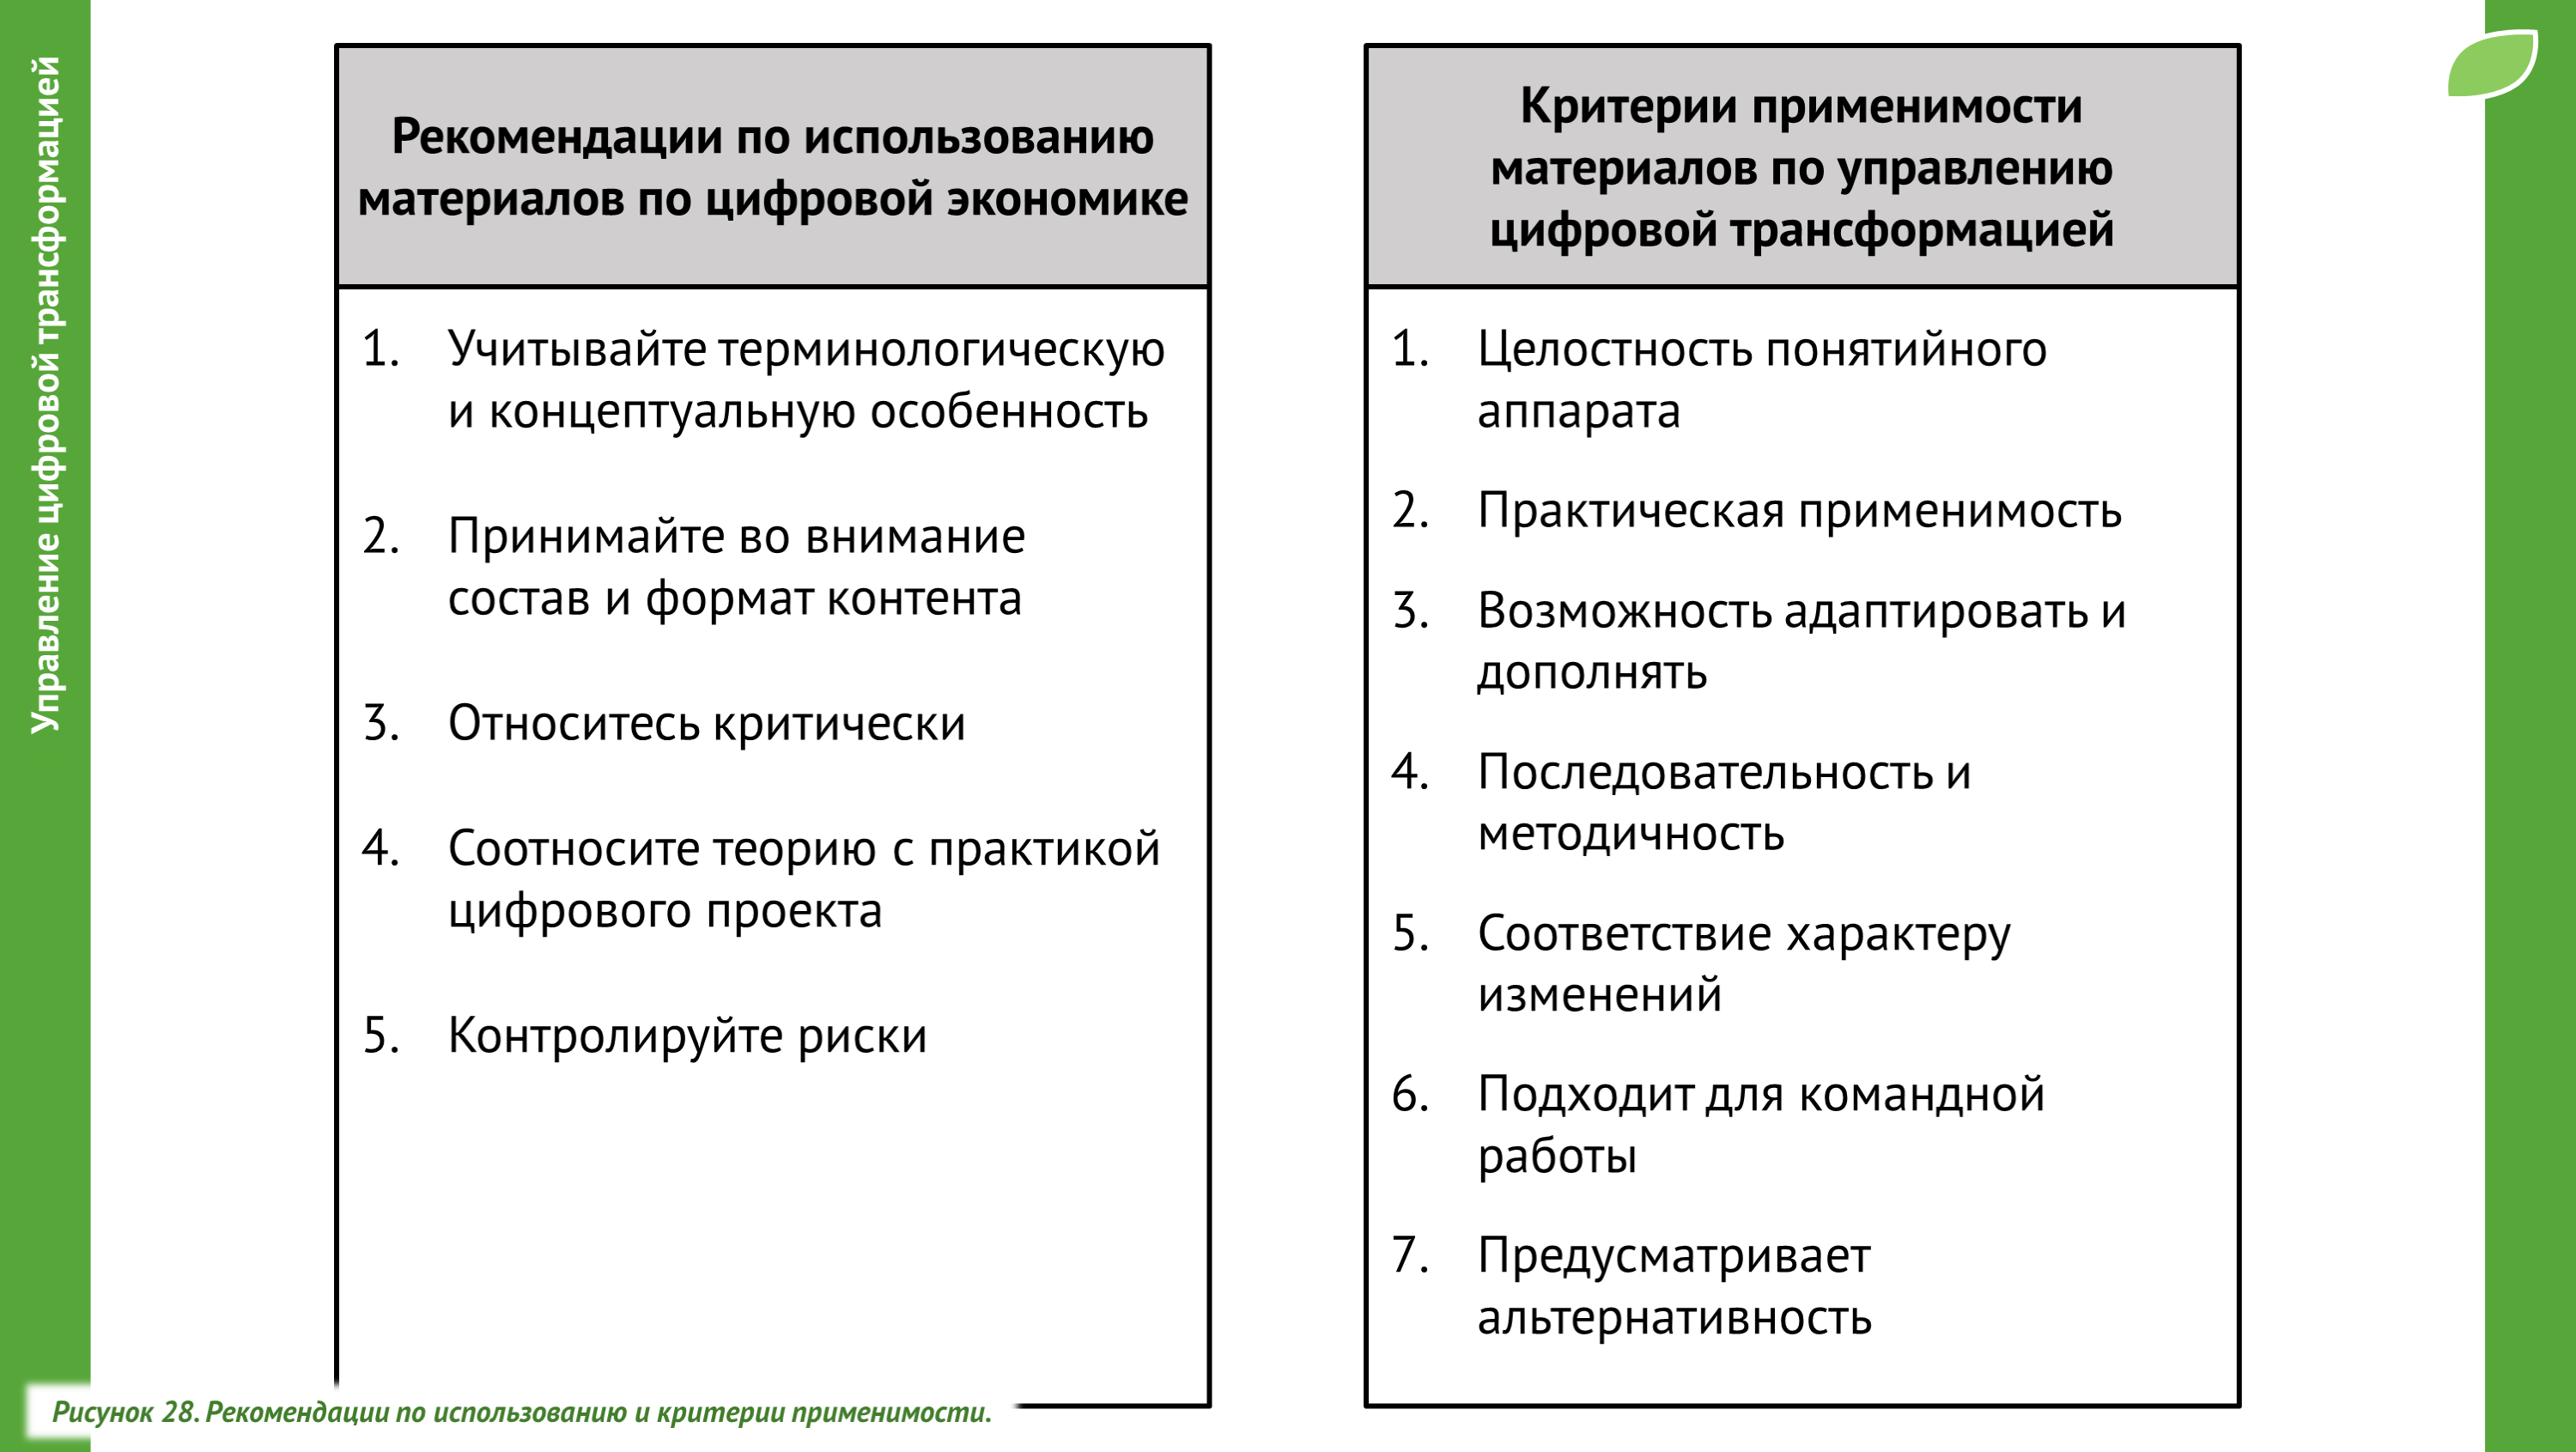 Управление цифровой трансформацией
Рекомендации по использованию
материалов по цифровой экономике
1. Учитывайте терминологическую
и концептуальную особенность
2. Принимайте во внимание
состав и формат контента
3. Относитесь критически
4. Соотносите теорию с практикой
цифрового проекта
5. Контролируйте риски
Критерии применимости
материалов по управлению
цифровой трансформацией
1. Целостность понятийного
аппарата
2. Практическая применимость
3. Возможность адаптировать и
дополнять
4. Последовательность и
методичность
5. Соответствие характеру
изменений
6. Подходит для командной
работы
7. Предусматривает
альтернативность
Рисунок 28. Рекомендации по использованию и критерии применимости.